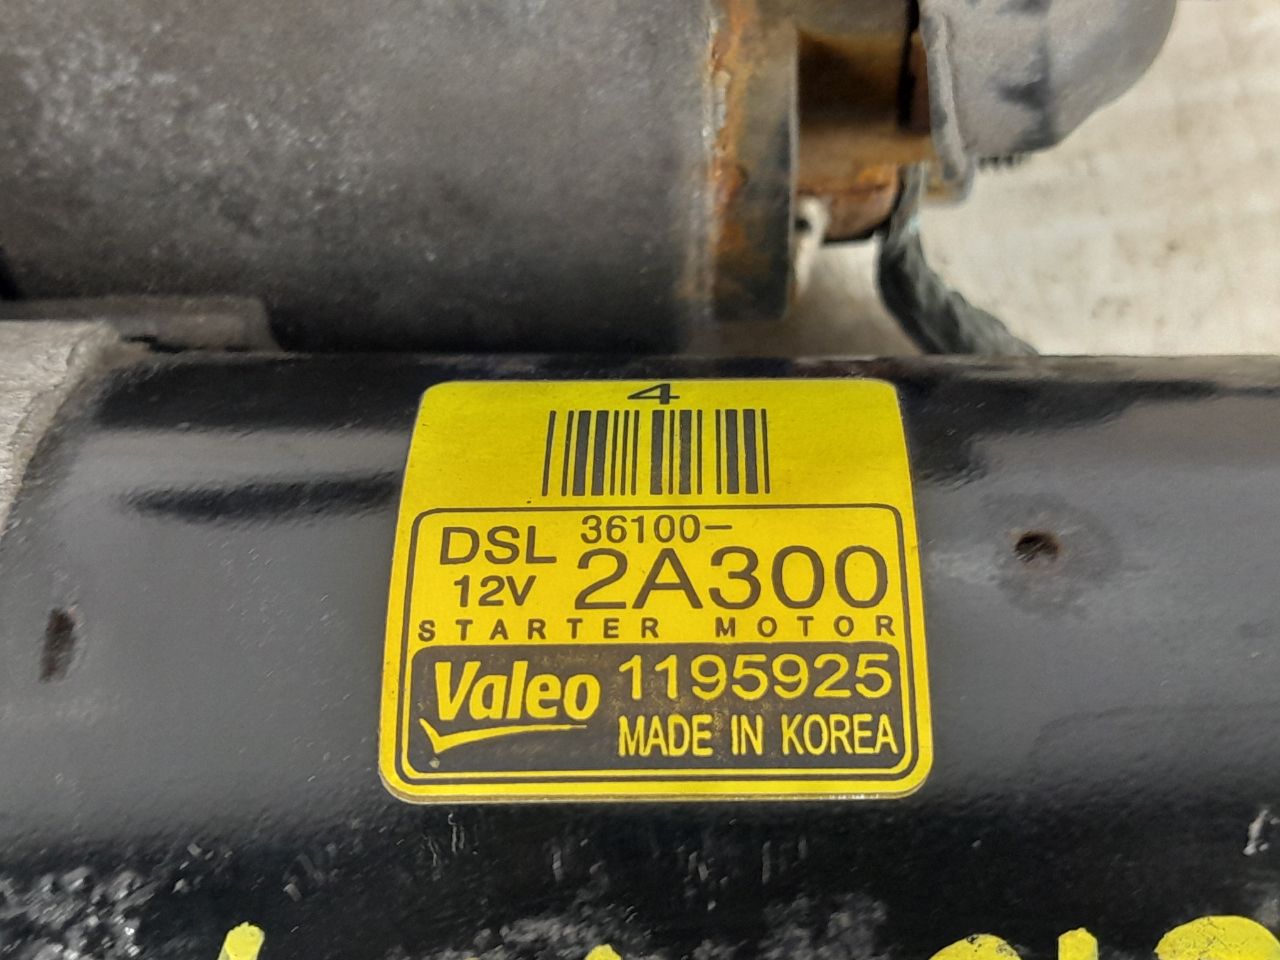 4
DSL 36100-
12V 2A300
STARTER MOTOR
Valeo 1195925
MADE IN KOREA